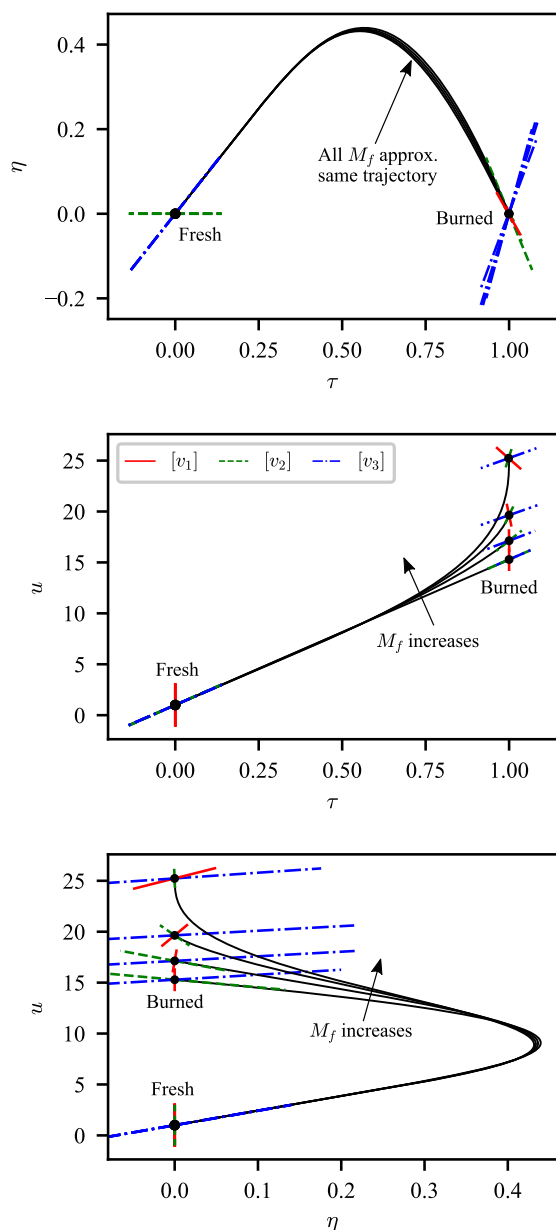 0.4
0.2
0.0
−0.2
η
All M_f approx.
same trajectory
Burned
Fresh
0.00 0.25 0.50 0.75 1.00
τ
[v_1] [v_2] [v_3]
25
20
15
10
5
0
u
Burned
M_f increases
Fresh
0.00 0.25 0.50 0.75 1.00
τ
25
20
15
10
5
0
u
Burned
M_f increases
Fresh
0.0 0.1 0.2 0.3 0.4
η